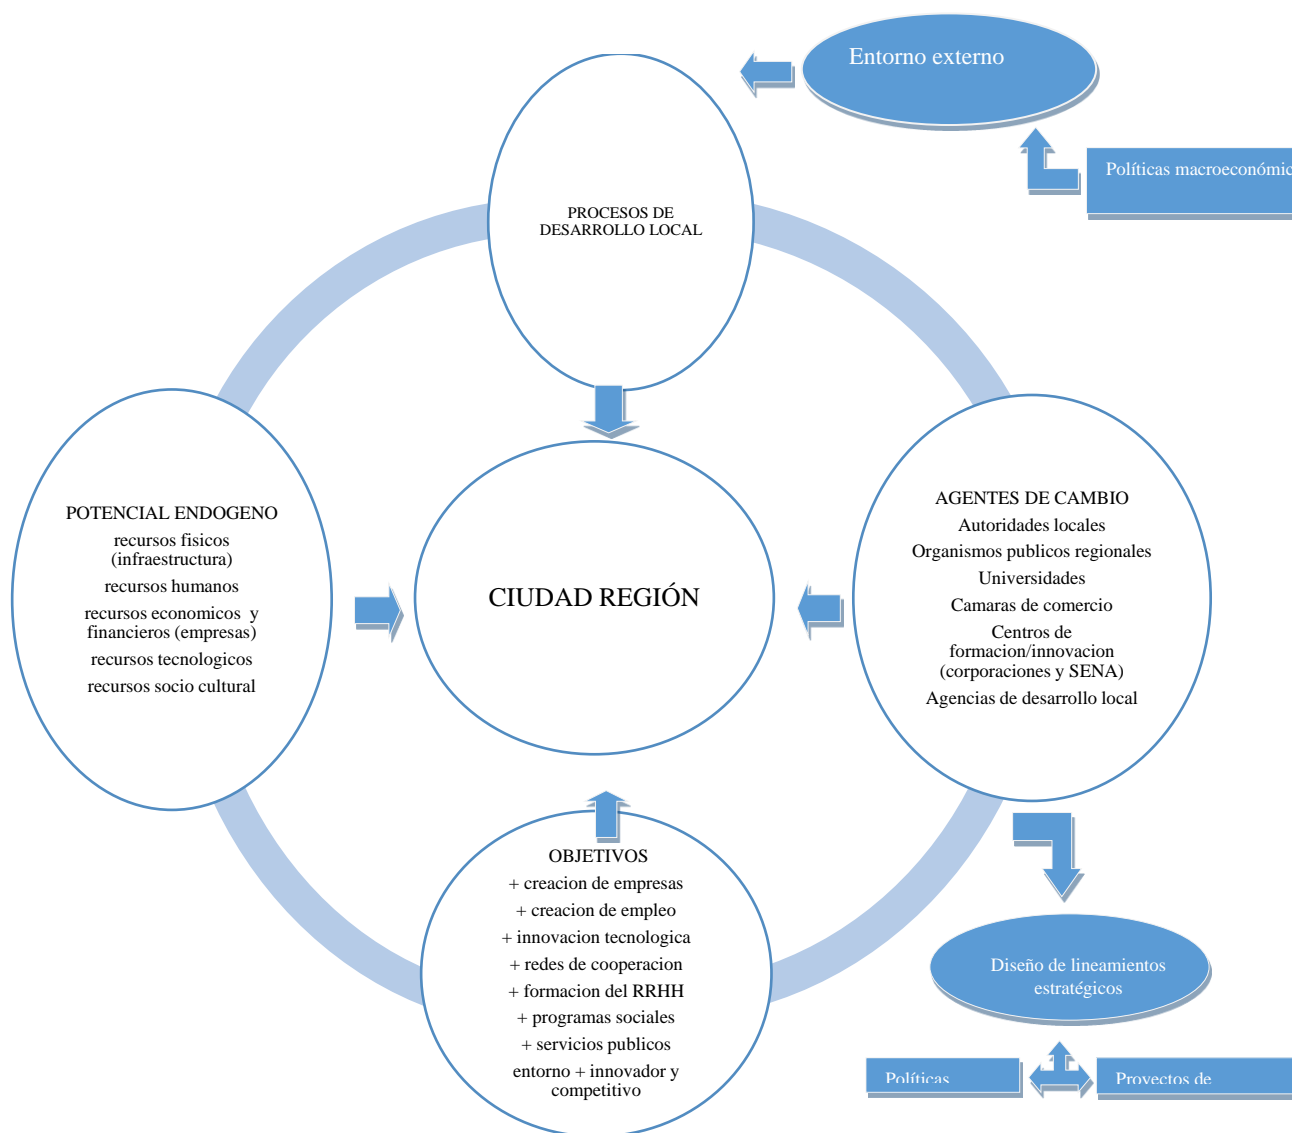 Entorno externo
Políticas macroeconómic
PROCESOS DE
DESARROLLO LOCAL
POTENCIAL ENDOGENO
recursos fisicos
(infraestructura)
recursos humanos
recursos economicos y
financieros (empresas)
recursos tecnologicos
recursos socio cultural
CIUDAD REGIÓN
AGENTES DE CAMBIO
Autoridades locales
Organismos publicos regionales
Universidades
Camaras de comercio
Centros de
formacion/innovacion
(corporaciones y SENA)
Agencias de desarrollo local
OBJETIVOS
+ creacion de empresas
+ creacion de empleo
+ innovacion tecnologica
+ redes de cooperacion
+ formacion del RRHH
+ programas sociales
+ servicios publicos
entorno + innovador y
competitivo
Diseño de lineamientos
estratégicos
Políticas
Proyectos de